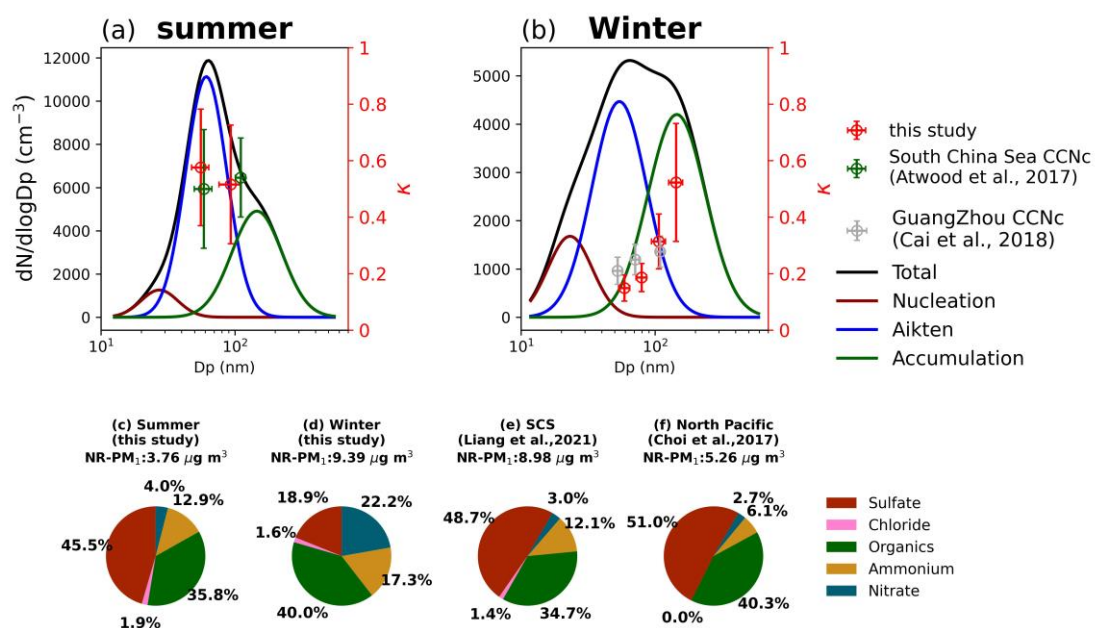 (a) summer
(b) Winter
dN/dlogDp (cm⁻³)
12000
10000
8000
6000
4000
2000
0
10¹
10²
Dp (nm)
1
0.8
0.6
0.4
0.2
0
κ
5000
4000
3000
2000
1000
0
10¹
10²
Dp (nm)
1
0.8
0.6
0.4
0.2
0
κ
this study
South China Sea CCNc
(Atwood et al., 2017)
GuangZhou CCNc
(Cai et al., 2018)
Total
Nucleation
Aikten
Accumulation
(c) Summer
(this study)
NR-PM₁:3.76 μg m³
4.0%
12.9%
45.5%
35.8%
1.9%
(d) Winter
(this study)
NR-PM₁:9.39 μg m³
18.9%
22.2%
1.6%
17.3%
40.0%
(e) SCS
(Liang et al.,2021)
NR-PM₁:8.98 μg m³
3.0%
48.7%
12.1%
1.4%
34.7%
(f) North Pacific
(Choi et al.,2017)
NR-PM₁:5.26 μg m³
2.7%
51.0%
6.1%
0.0%
40.3%
Sulfate
Chloride
Organics
Ammonium
Nitrate